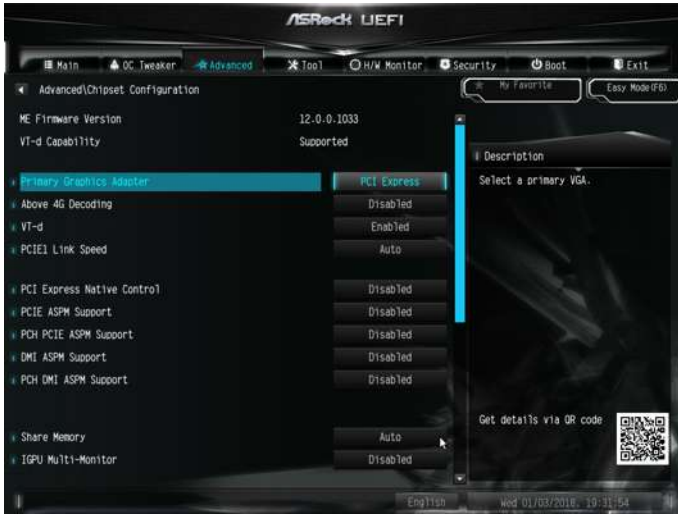 ASRock UEFI
Main OC Tweaker Advanced Tool H/W Monitor Security Boot Exit
Advanced\Chipset Configuration
My Favorite Easy Mode(F6)
ME Firmware Version 12.0.0.1033
VT-d Capability Supported
Description
Primary Graphics Adapter PCI Express
Select a primary VGA.
Above 4G Decoding Disabled
VT-d Enabled
PCIE1 Link Speed Auto
PCI Express Native Control Disabled
PCIE ASPM Support Disabled
PCH PCIE ASPM Support Disabled
DMI ASPM Support Disabled
PCH DMI ASPM Support Disabled
Get details via QR code
Share Memory Auto
IGPU Multi-Monitor Disabled
English Wed 01/03/2018, 19:31:54